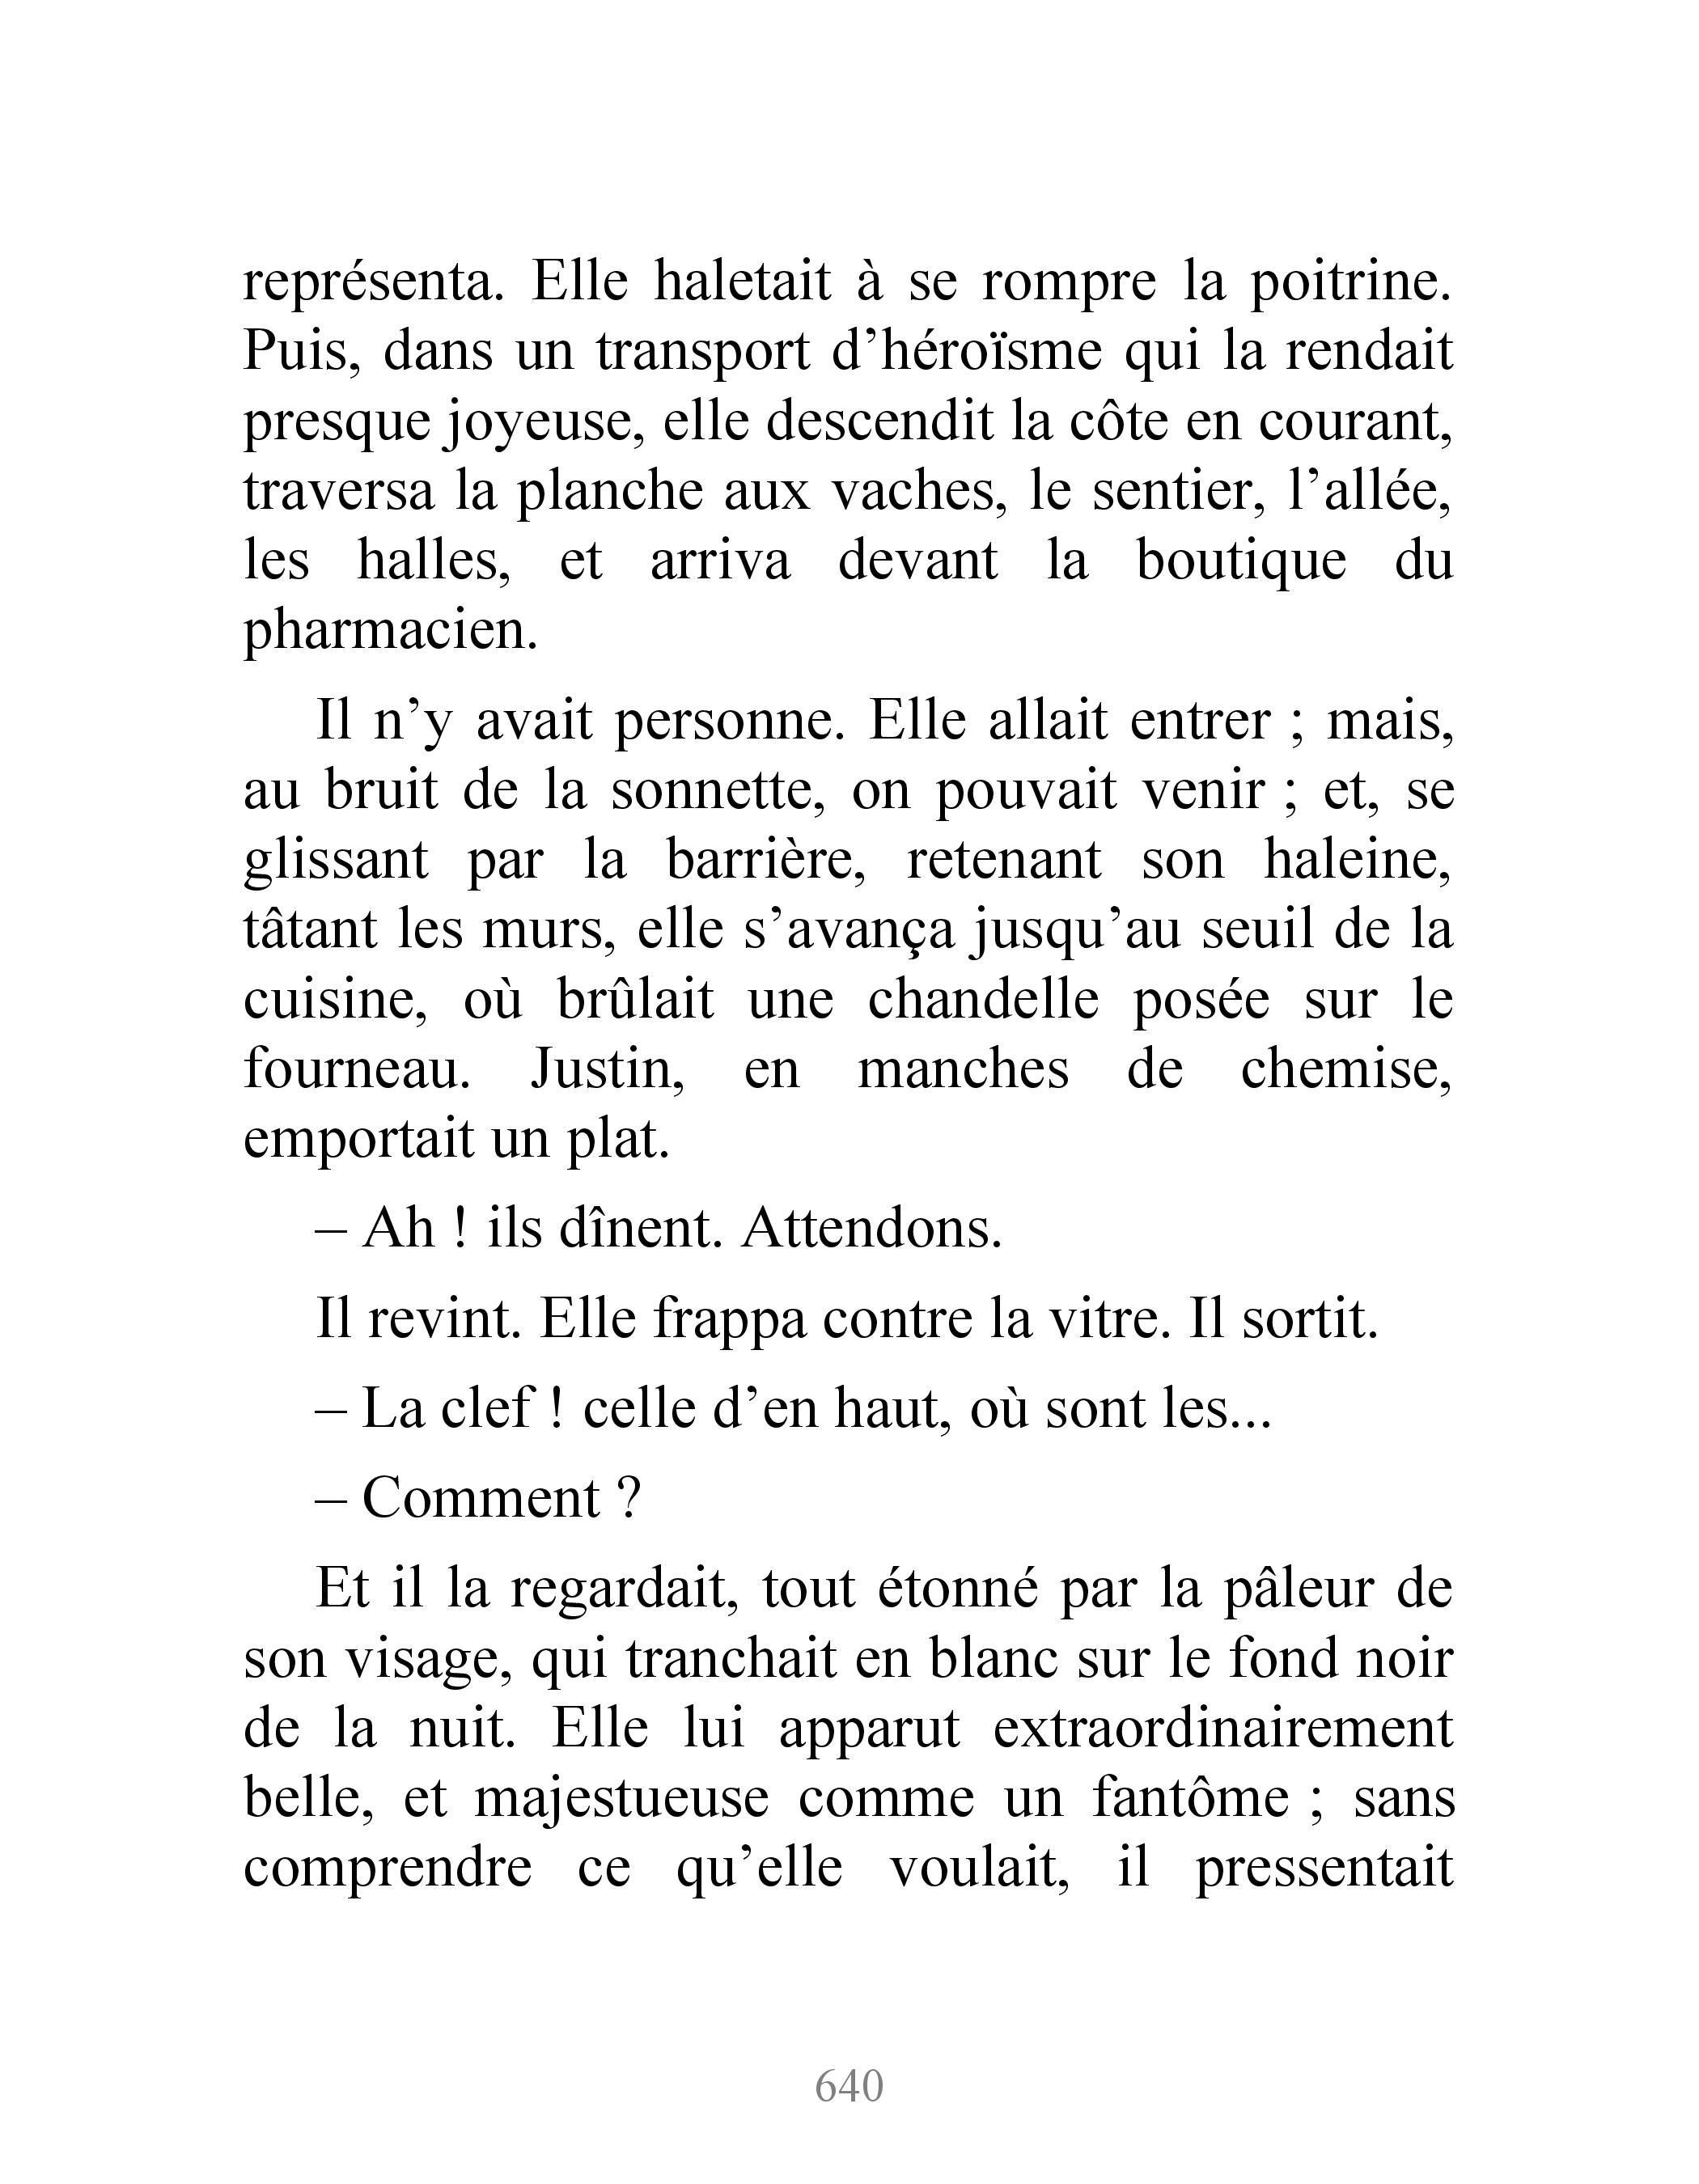 représenta. Elle haletait à se rompre la poitrine.
Puis, dans un transport d’héroïsme qui la rendait
presque joyeuse, elle descendit la côte en courant,
traversa la planche aux vaches, le sentier, l’allée,
les halles, et arriva devant la boutique du
pharmacien.
Il n’y avait personne. Elle allait entrer ; mais,
au bruit de la sonnette, on pouvait venir ; et, se
glissant par la barrière, retenant son haleine,
tâtant les murs, elle s’avança jusqu’au seuil de la
cuisine, où brûlait une chandelle posée sur le
fourneau. Justin, en manches de chemise,
emportait un plat.
– Ah ! ils dînent. Attendons.
Il revint. Elle frappa contre la vitre. Il sortit.
– La clef ! celle d’en haut, où sont les...
– Comment ?
Et il la regardait, tout étonné par la pâleur de
son visage, qui tranchait en blanc sur le fond noir
de la nuit. Elle lui apparut extraordinairement
belle, et majestueuse comme un fantôme ; sans
comprendre ce qu’elle voulait, il pressentait
640